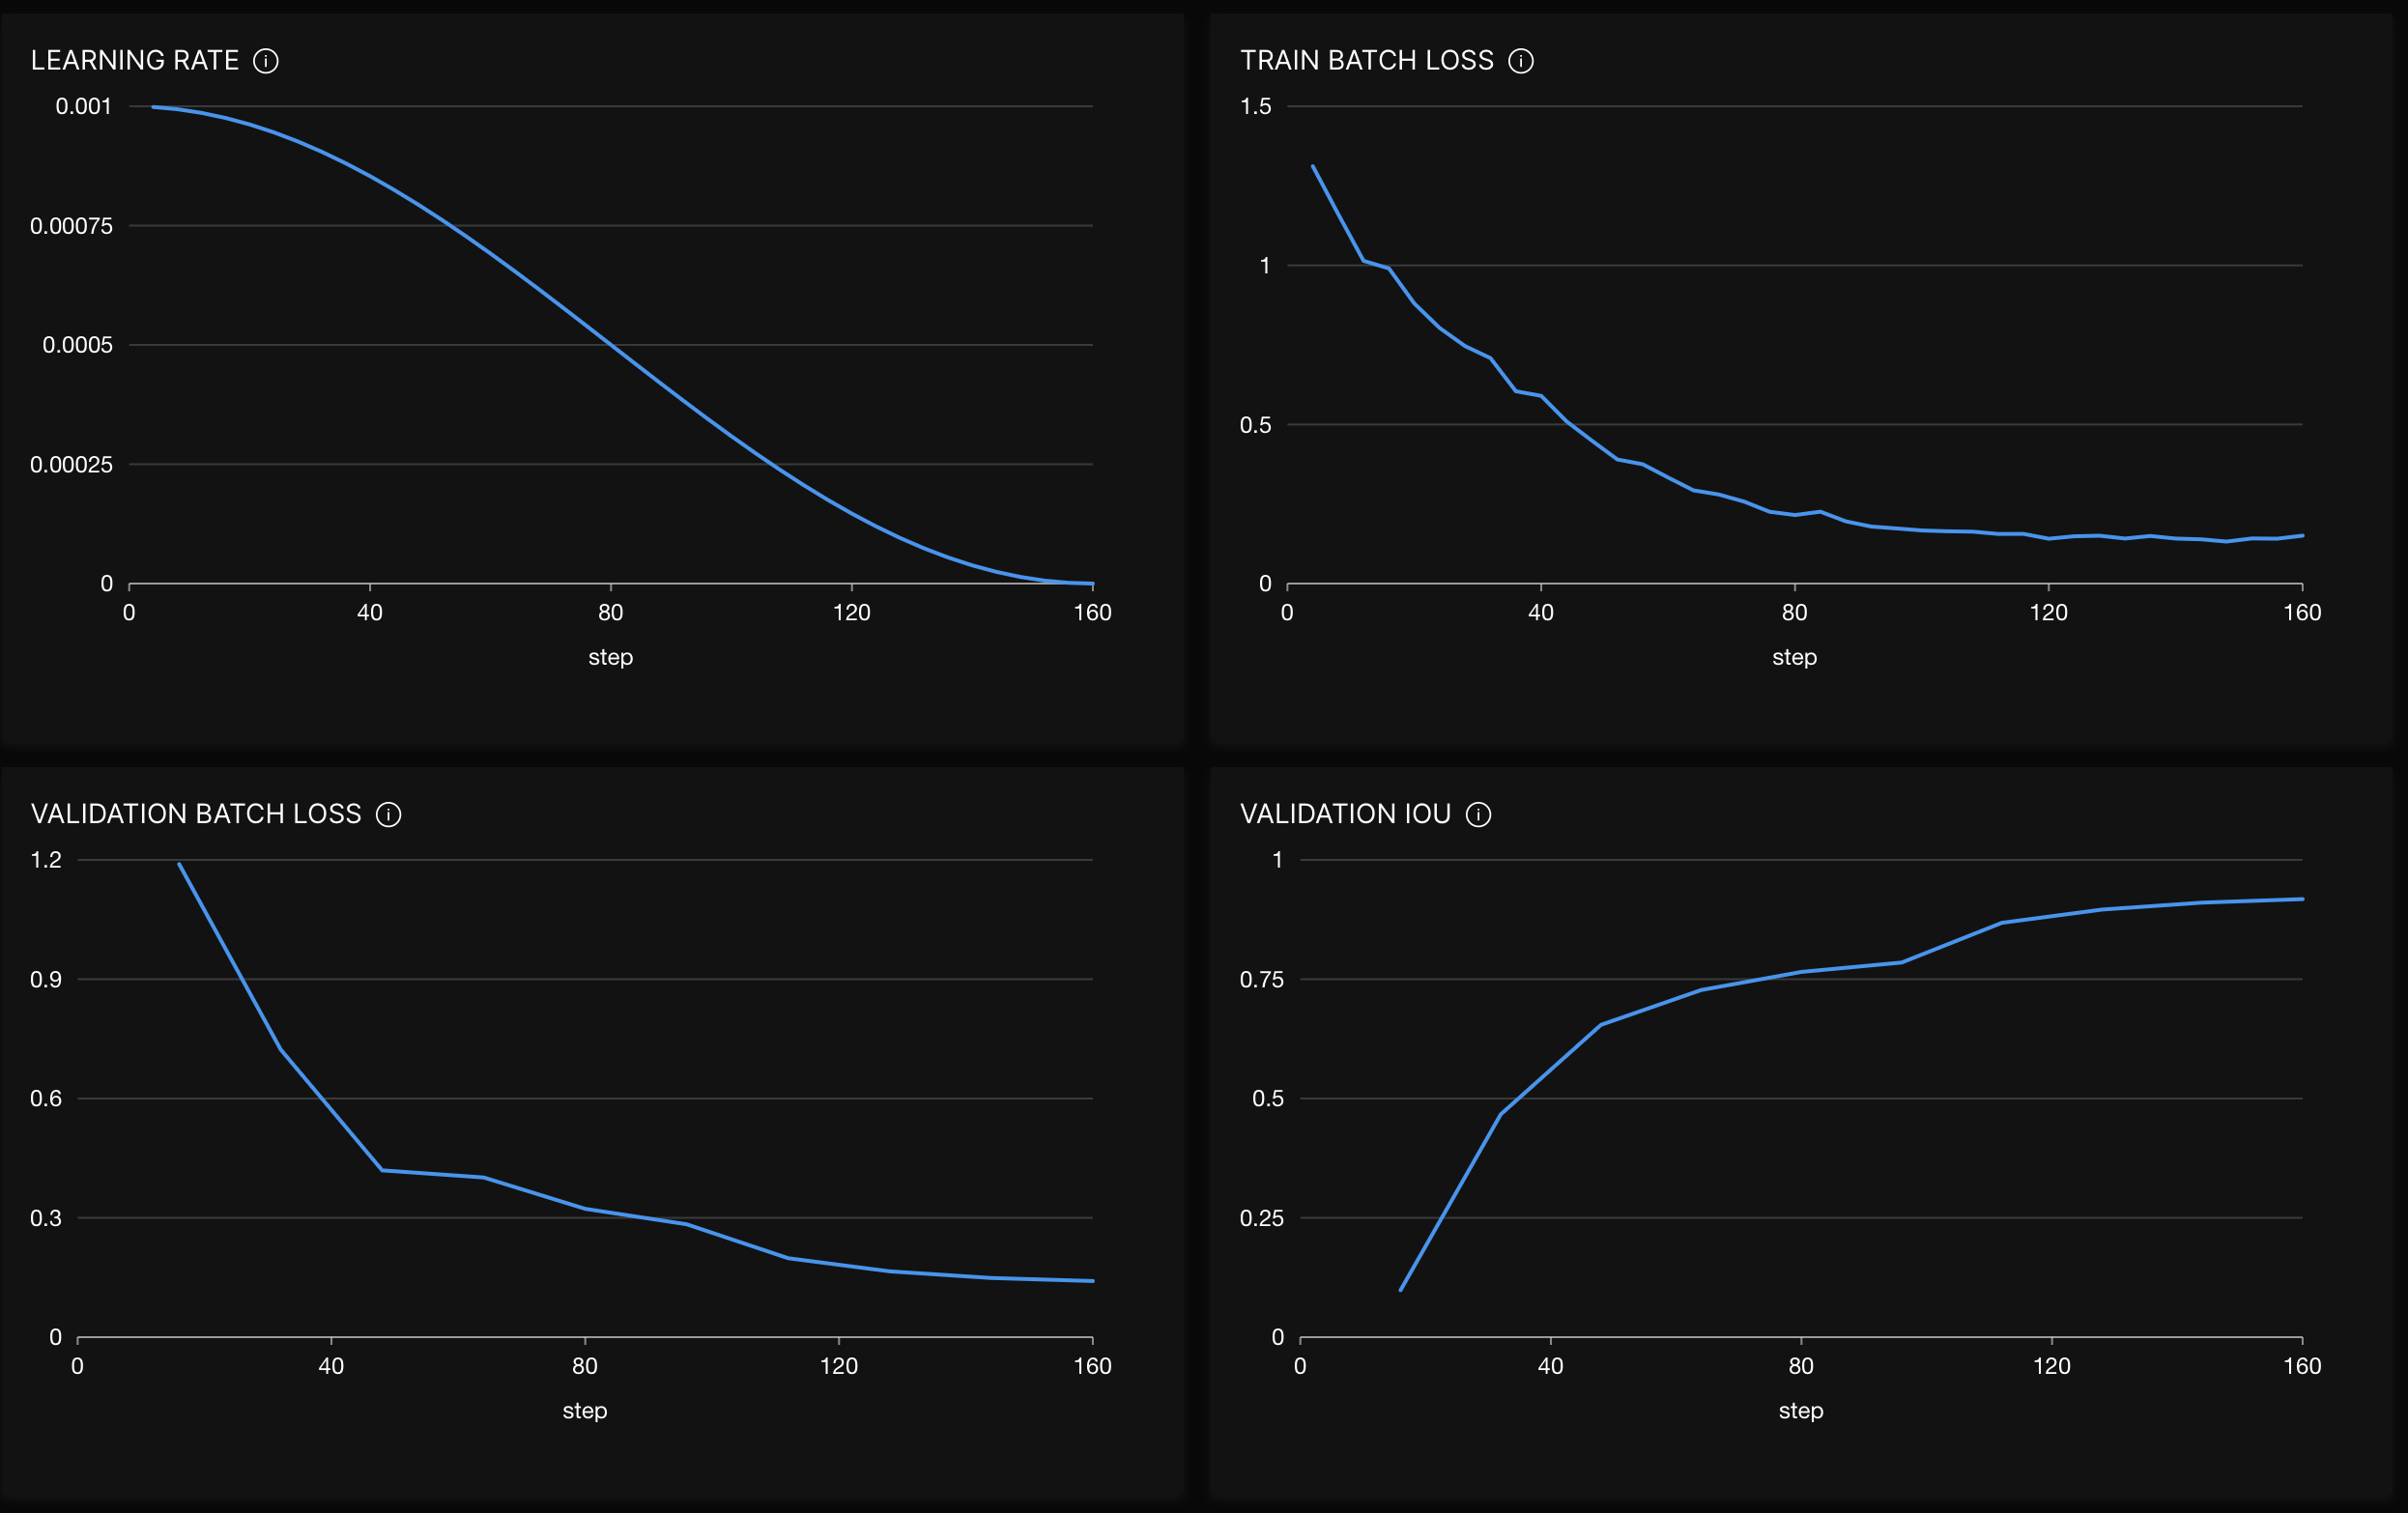 LEARNING RATE
0.001
0.00075
0.0005
0.00025
0
0 40 80 120 160
step
TRAIN BATCH LOSS
1.5
1
0.5
0
0 40 80 120 160
step
VALIDATION BATCH LOSS
1.2
0.9
0.6
0.3
0
0 40 80 120 160
step
VALIDATION IOU
1
0.75
0.5
0.25
0
0 40 80 120 160
step